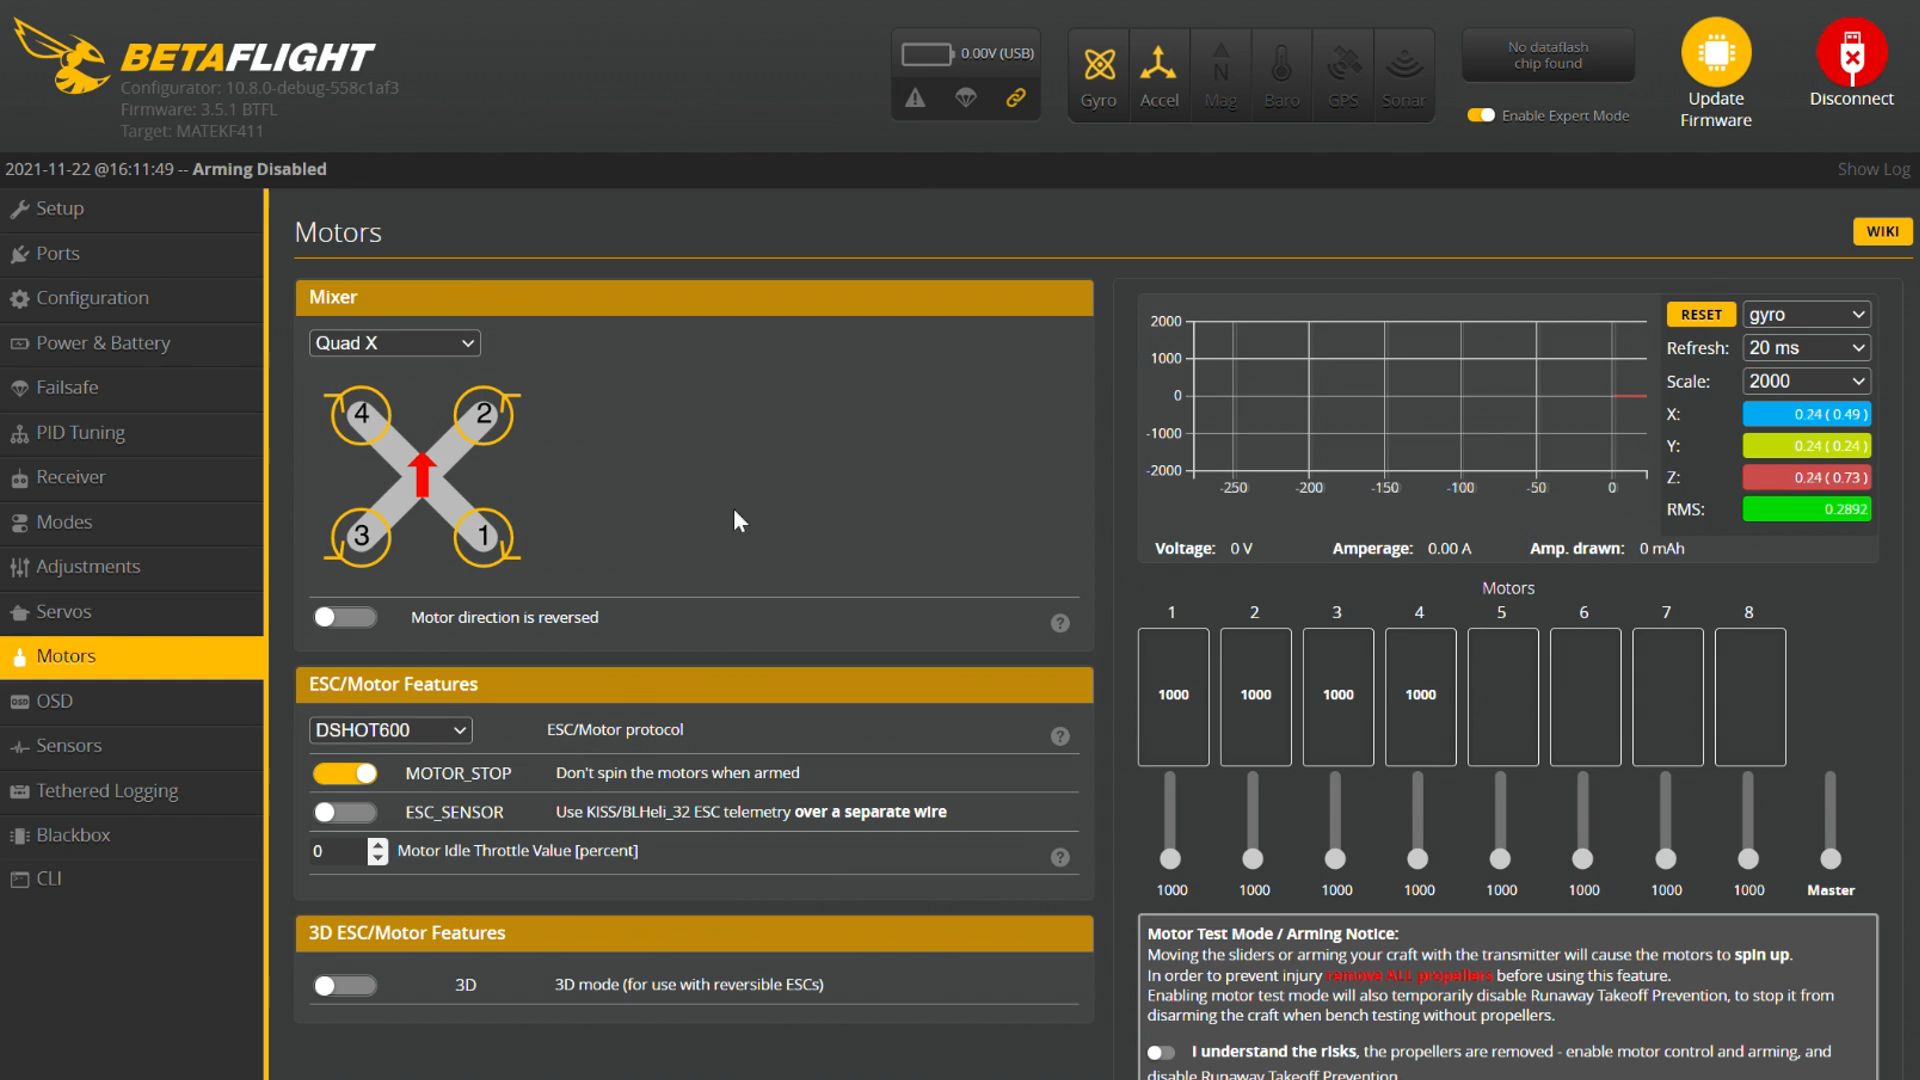 BETAFLIGHT
Configurator: 10.8.0-debug-558c1af3
Firmware: 3.5.1 BTFL
Target: MATEKF411
0.00V (USB)
Gyro
Accel
Mag
Baro
GPS
Sonar
No dataflash
chip found
Enable Expert Mode
Update
Firmware
Disconnect
2021-11-22 @16:11:49 -- Arming Disabled
Show Log
Setup
Ports
Configuration
Power & Battery
Failsafe
PID Tuning
Receiver
Modes
Adjustments
Servos
Motors
OSD
Sensors
Tethered Logging
Blackbox
CLI
Motors
WIKI
Mixer
Quad X
4
2
3
1
Motor direction is reversed
?
ESC/Motor Features
DSHOT600
ESC/Motor protocol
?
MOTOR_STOP Don't spin the motors when armed
ESC_SENSOR Use KISS/BLHeli_32 ESC telemetry over a separate wire
0 Motor Idle Throttle Value [percent]
?
3D ESC/Motor Features
3D 3D mode (for use with reversible ESCs)
2000
1000
0
-1000
-2000
-250 -200 -150 -100 -50 0
RESET gyro
Refresh: 20 ms
Scale: 2000
X: 0.24 ( 0.49 )
Y: 0.24 ( 0.24 )
Z: 0.24 ( 0.73 )
RMS: 0.2892
Voltage: 0 V Amperage: 0.00 A Amp. drawn: 0 mAh
Motors
1 2 3 4 5 6 7 8
1000 1000 1000 1000
1000 1000 1000 1000 1000 1000 1000 1000 Master
Motor Test Mode / Arming Notice:
Moving the sliders or arming your craft with the transmitter will cause the motors to spin up.
In order to prevent injury remove ALL propellers before using this feature.
Enabling motor test mode will also temporarily disable Runaway Takeoff Prevention, to stop it from
disarming the craft when bench testing without propellers.
I understand the risks, the propellers are removed - enable motor control and arming, and
disable Runaway Takeoff Prevention